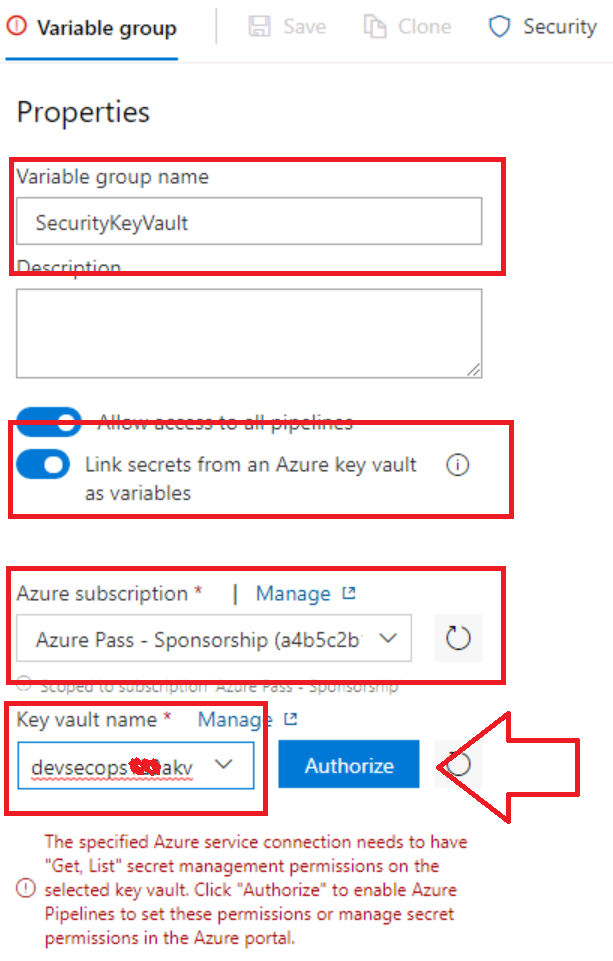 Variable group Save Clone Security
Properties
Variable group name
SecurityKeyVault
Description
Allow access to all pipelines
Link secrets from an Azure key vault
as variables
Azure subscription * | Manage
Azure Pass - Sponsorship (a4b5c2b
Scoped to subscription 'Azure Pass - Sponsorship'
Key vault name * Manage
devsecops akv Authorize
The specified Azure service connection needs to have
"Get, List" secret management permissions on the
selected key vault. Click "Authorize" to enable Azure
Pipelines to set these permissions or manage secret
permissions in the Azure portal.